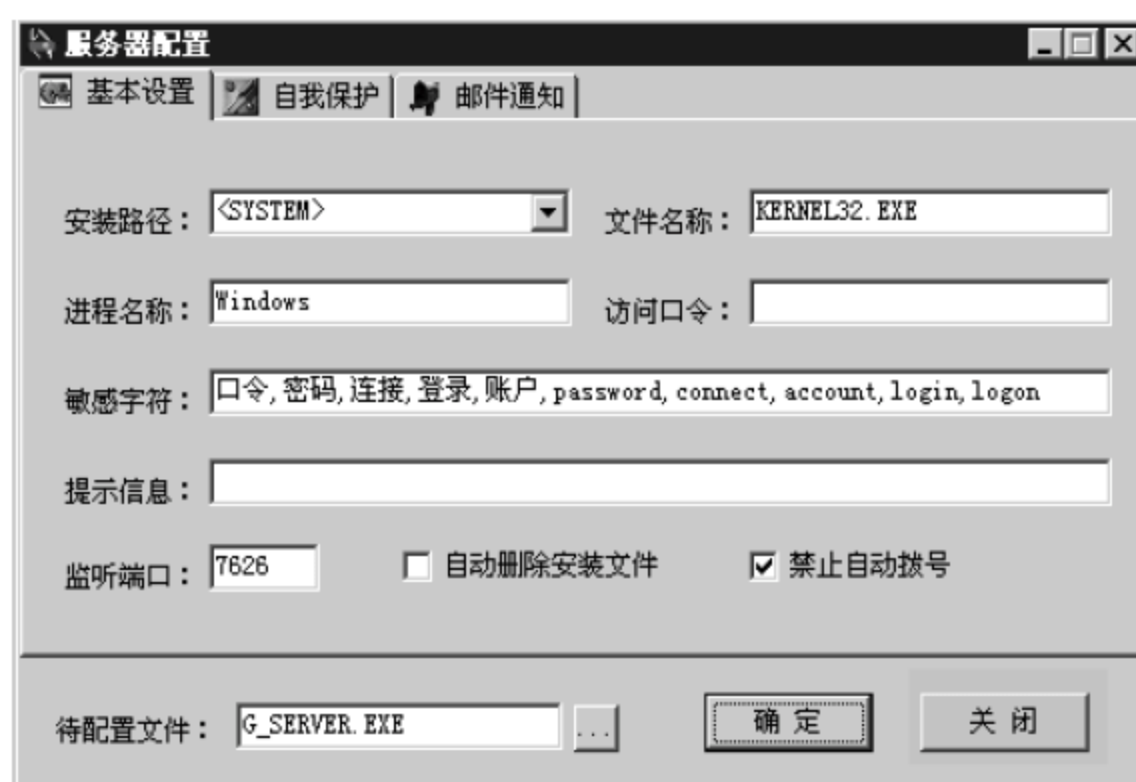 服务器配置
基本设置 自我保护 邮件通知
安装路径： <SYSTEM> 文件名称： KERNEL32.EXE
进程名称： Windows 访问口令：
敏感字符： 口令,密码,连接,登录,账户,password,connect,account,login,logon
提示信息：
监听端口： 7626 自动删除安装文件 禁止自动拨号
待配置文件： G_SERVER.EXE ... 确定 关闭